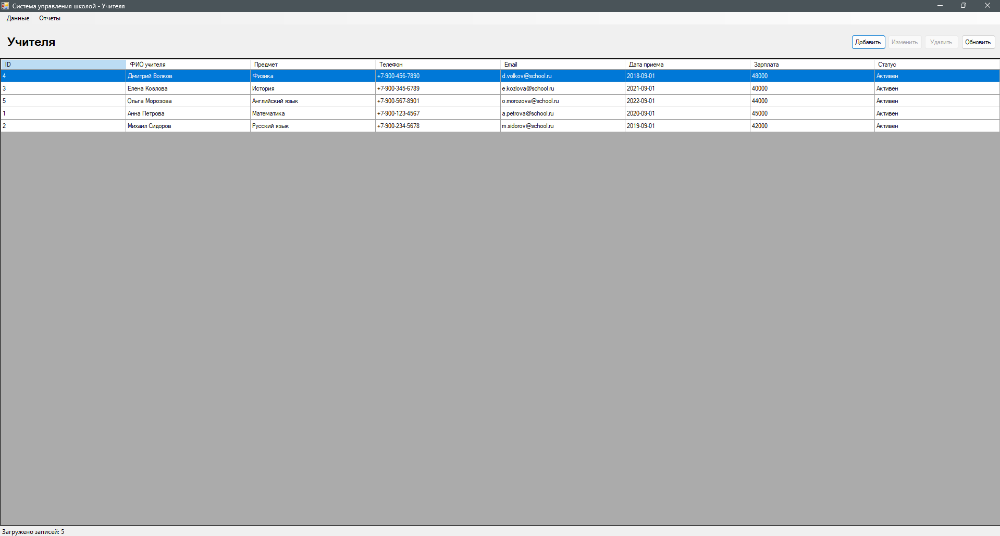 Система управления школой - Учителя
Данные Отчеты
Учителя
Добавить Изменить Удалить Обновить
ID ФИО учителя Предмет Телефон Email Дата приема Зарплата Статус
4 Дмитрий Волков Физика +7-900-456-7890 d.volkov@school.ru 2018-09-01 48000 Активен
3 Елена Козлова История +7-900-345-6789 e.kozlova@school.ru 2021-09-01 40000 Активен
5 Ольга Морозова Английский язык +7-900-567-8901 o.morozova@school.ru 2022-09-01 44000 Активен
1 Анна Петрова Математика +7-900-123-4567 a.petrova@school.ru 2020-09-01 45000 Активен
2 Михаил Сидоров Русский язык +7-900-234-5678 m.sidorov@school.ru 2019-09-01 42000 Активен
Загружено записей: 5